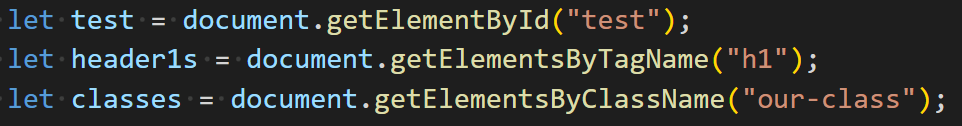 let test = document.getElementById("test");
let header1s = document.getElementsByTagName("h1");
let classes = document.getElementsByClassName("our-class");